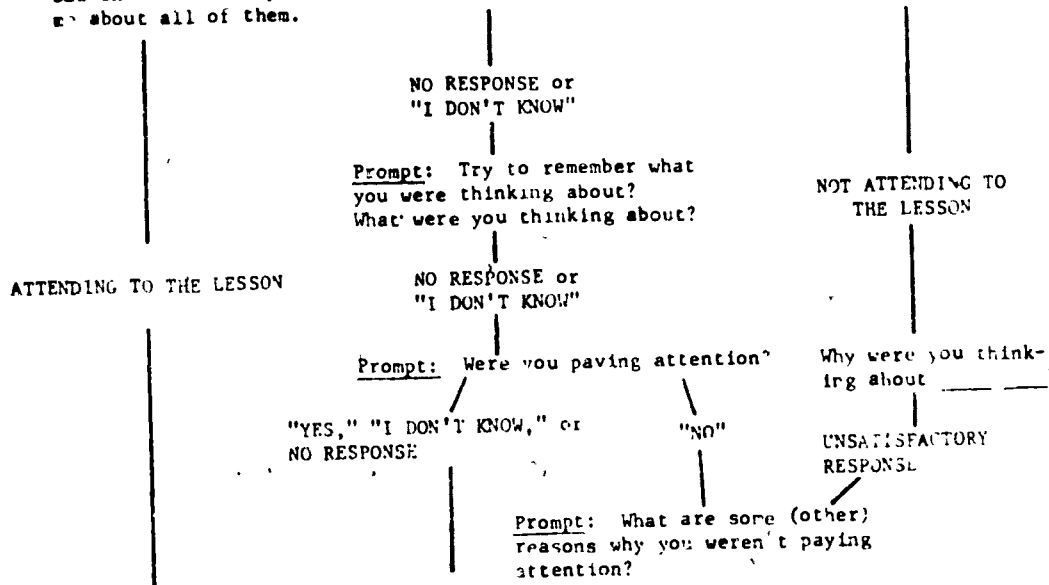 about all of them.
NO RESPONSE or
"I DON'T KNOW"
Prompt: Try to remember what
you were thinking about?
What were you thinking about?
NOT ATTENDING TO
THE LESSON
ATTENDING TO THE LESSON
NO RESPONSE or
"I DON'T KNOW"
Prompt: Were you paying attention?
Why were you think-
ing about ____ ____
"YES," "I DON'T KNOW," or
NO RESPONSE
"NO"
UNSATISFACTORY
RESPONSE
Prompt: What are some (other)
reasons why you weren't paying
attention?